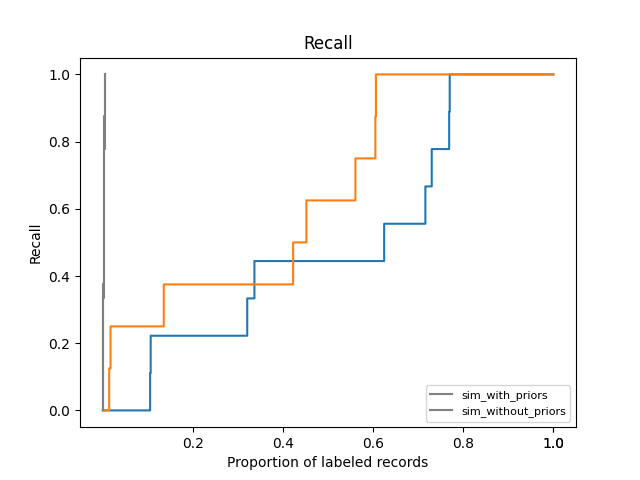 Recall
1.0
0.8
0.6
0.4
0.2
0.0
Recall
sim_with_priors
sim_without_priors
0.2 0.4 0.6 0.8 1.0 1.0
Proportion of labeled records